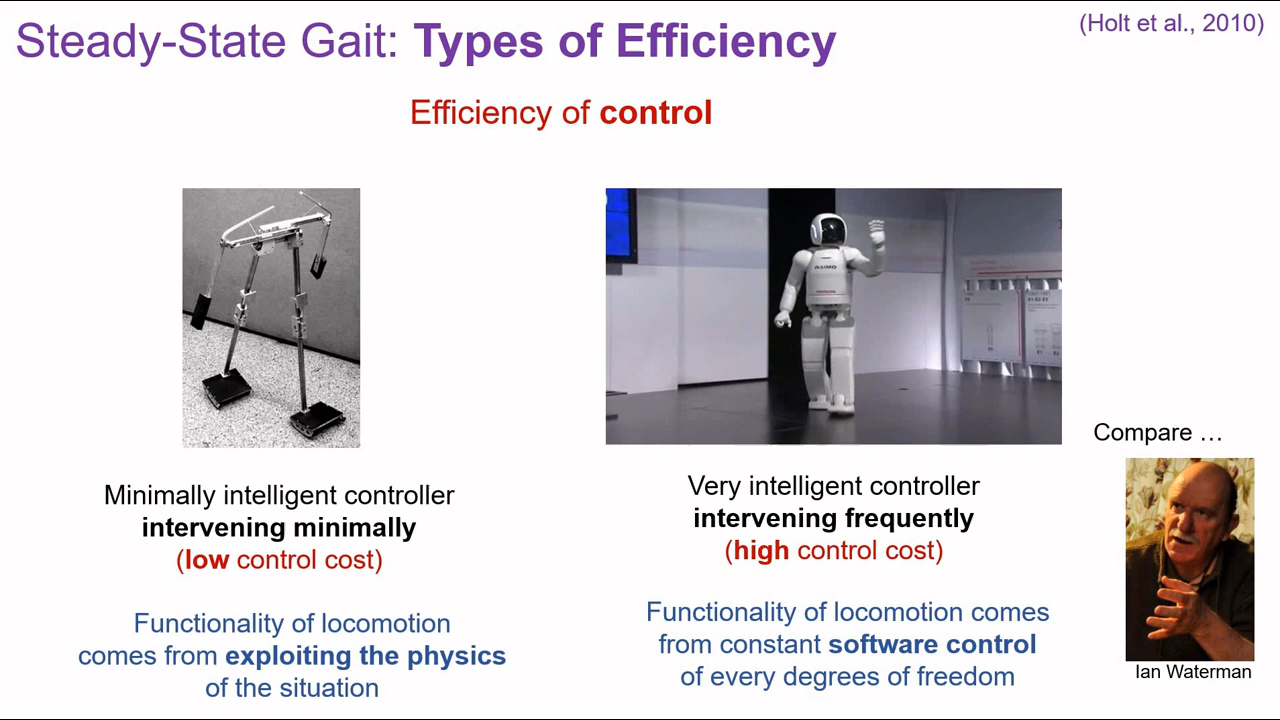 Steady-State Gait: Types of Efficiency
(Holt et al., 2010)
Efficiency of control
ASIMO
Minimally intelligent controller
intervening minimally
(low control cost)
Functionality of locomotion
comes from exploiting the physics
of the situation
Very intelligent controller
intervening frequently
(high control cost)
Functionality of locomotion comes
from constant software control
of every degrees of freedom
Compare …
Ian Waterman